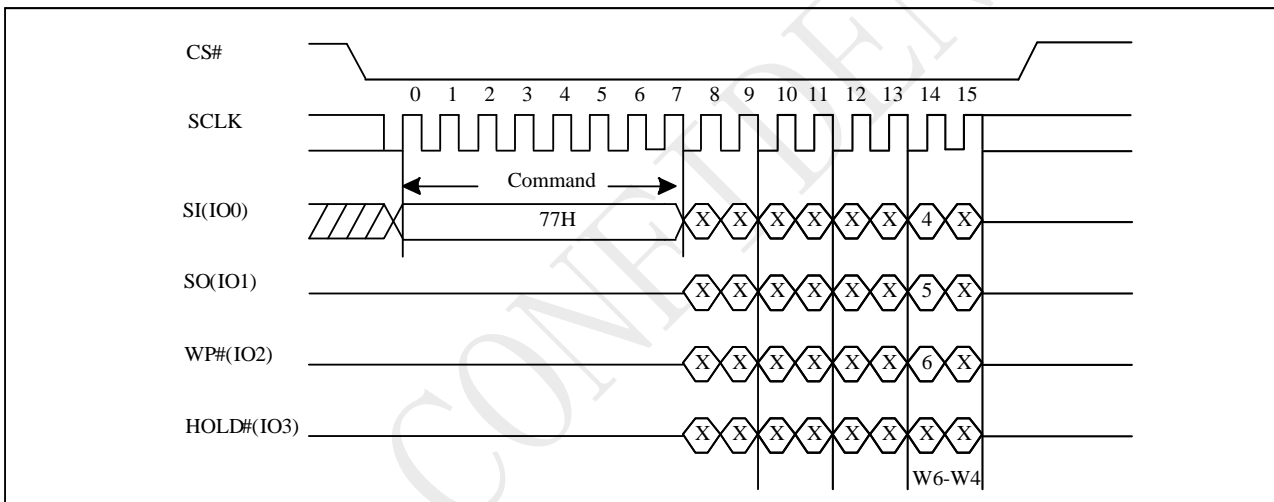 CS#
0 1 2 3 4 5 6 7 8 9 10 11 12 13 14 15
SCLK
Command
SI(IO0) 77H X X X X X X 4 X
SO(IO1) X X X X X X 5 X
WP#(IO2) X X X X X X 6 X
HOLD#(IO3) X X X X X X X X
W6-W4
CONFIDEN